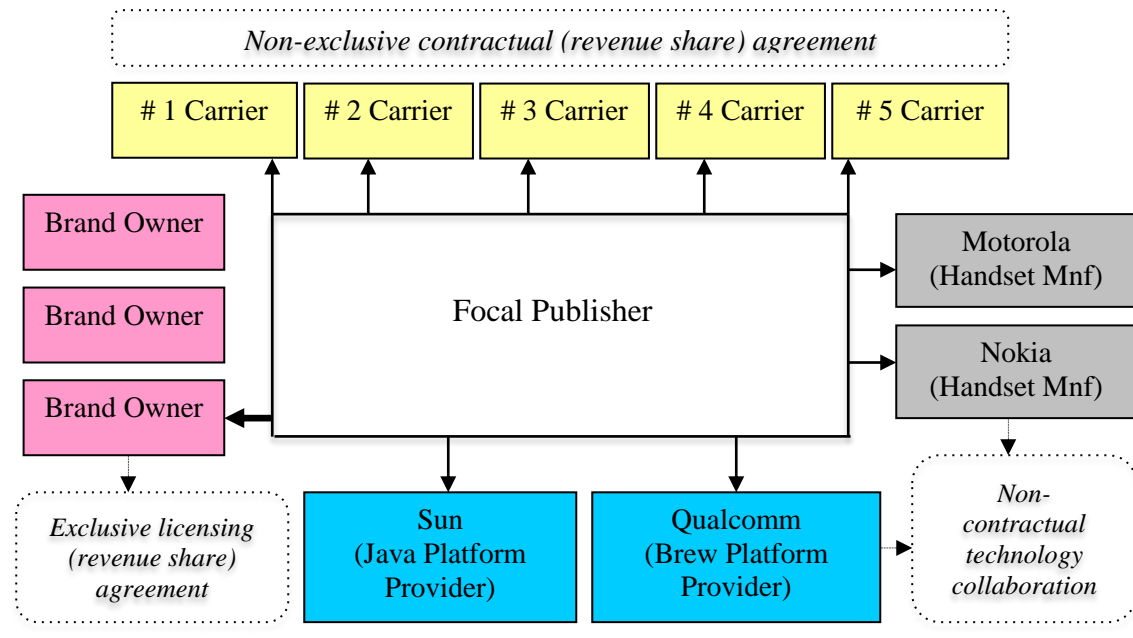 Non-exclusive contractual (revenue share) agreement
# 1 Carrier
# 2 Carrier
# 3 Carrier
# 4 Carrier
# 5 Carrier
Brand Owner
Brand Owner
Brand Owner
Focal Publisher
Motorola
(Handset Mnf)
Nokia
(Handset Mnf)
Exclusive licensing
(revenue share)
agreement
Sun
(Java Platform
Provider)
Qualcomm
(Brew Platform
Provider)
Non-
contractual
technology
collaboration